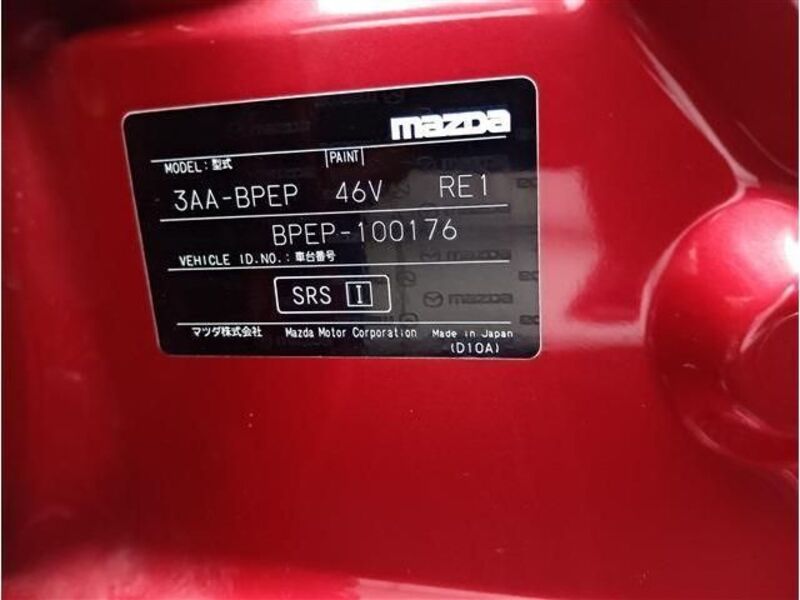 mazda
MODEL:型式 PAINT
3AA-BPEP 46V RE1
BPEP-100176
VEHICLE ID.NO.:車台番号
SRS I
mazda
マツダ株式会社 Mazda Motor Corporation Made in Japan
(D10A)